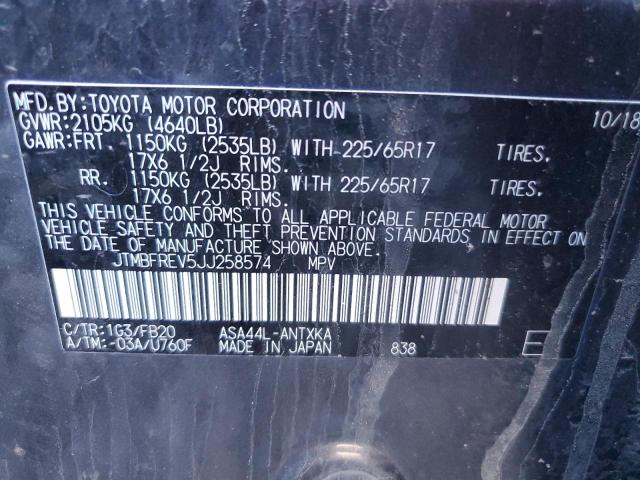 MFD.BY:TOYOTA MOTOR CORPORATION 10/18
GVWR:2105KG (4640LB)
GAWR:FRT. 1150KG (2535LB) WITH 225/65R17 TIRES.
17X6 1/2J RIMS.
RR. 1150KG (2535LB) WITH 225/65R17 TIRES.
17X6 1/2J RIMS.
THIS VEHICLE CONFORMS TO ALL APPLICABLE FEDERAL MOTOR
VEHICLE SAFETY AND THEFT PREVENTION STANDARDS IN EFFECT ON
THE DATE OF MANUFACTURE SHOWN ABOVE.
JTMBFREV5JJ258574 MPV
C/TR:1G3/FB20 ASA44L-ANTXKA
A/TM:-03A/U760F MADE IN JAPAN 838 E